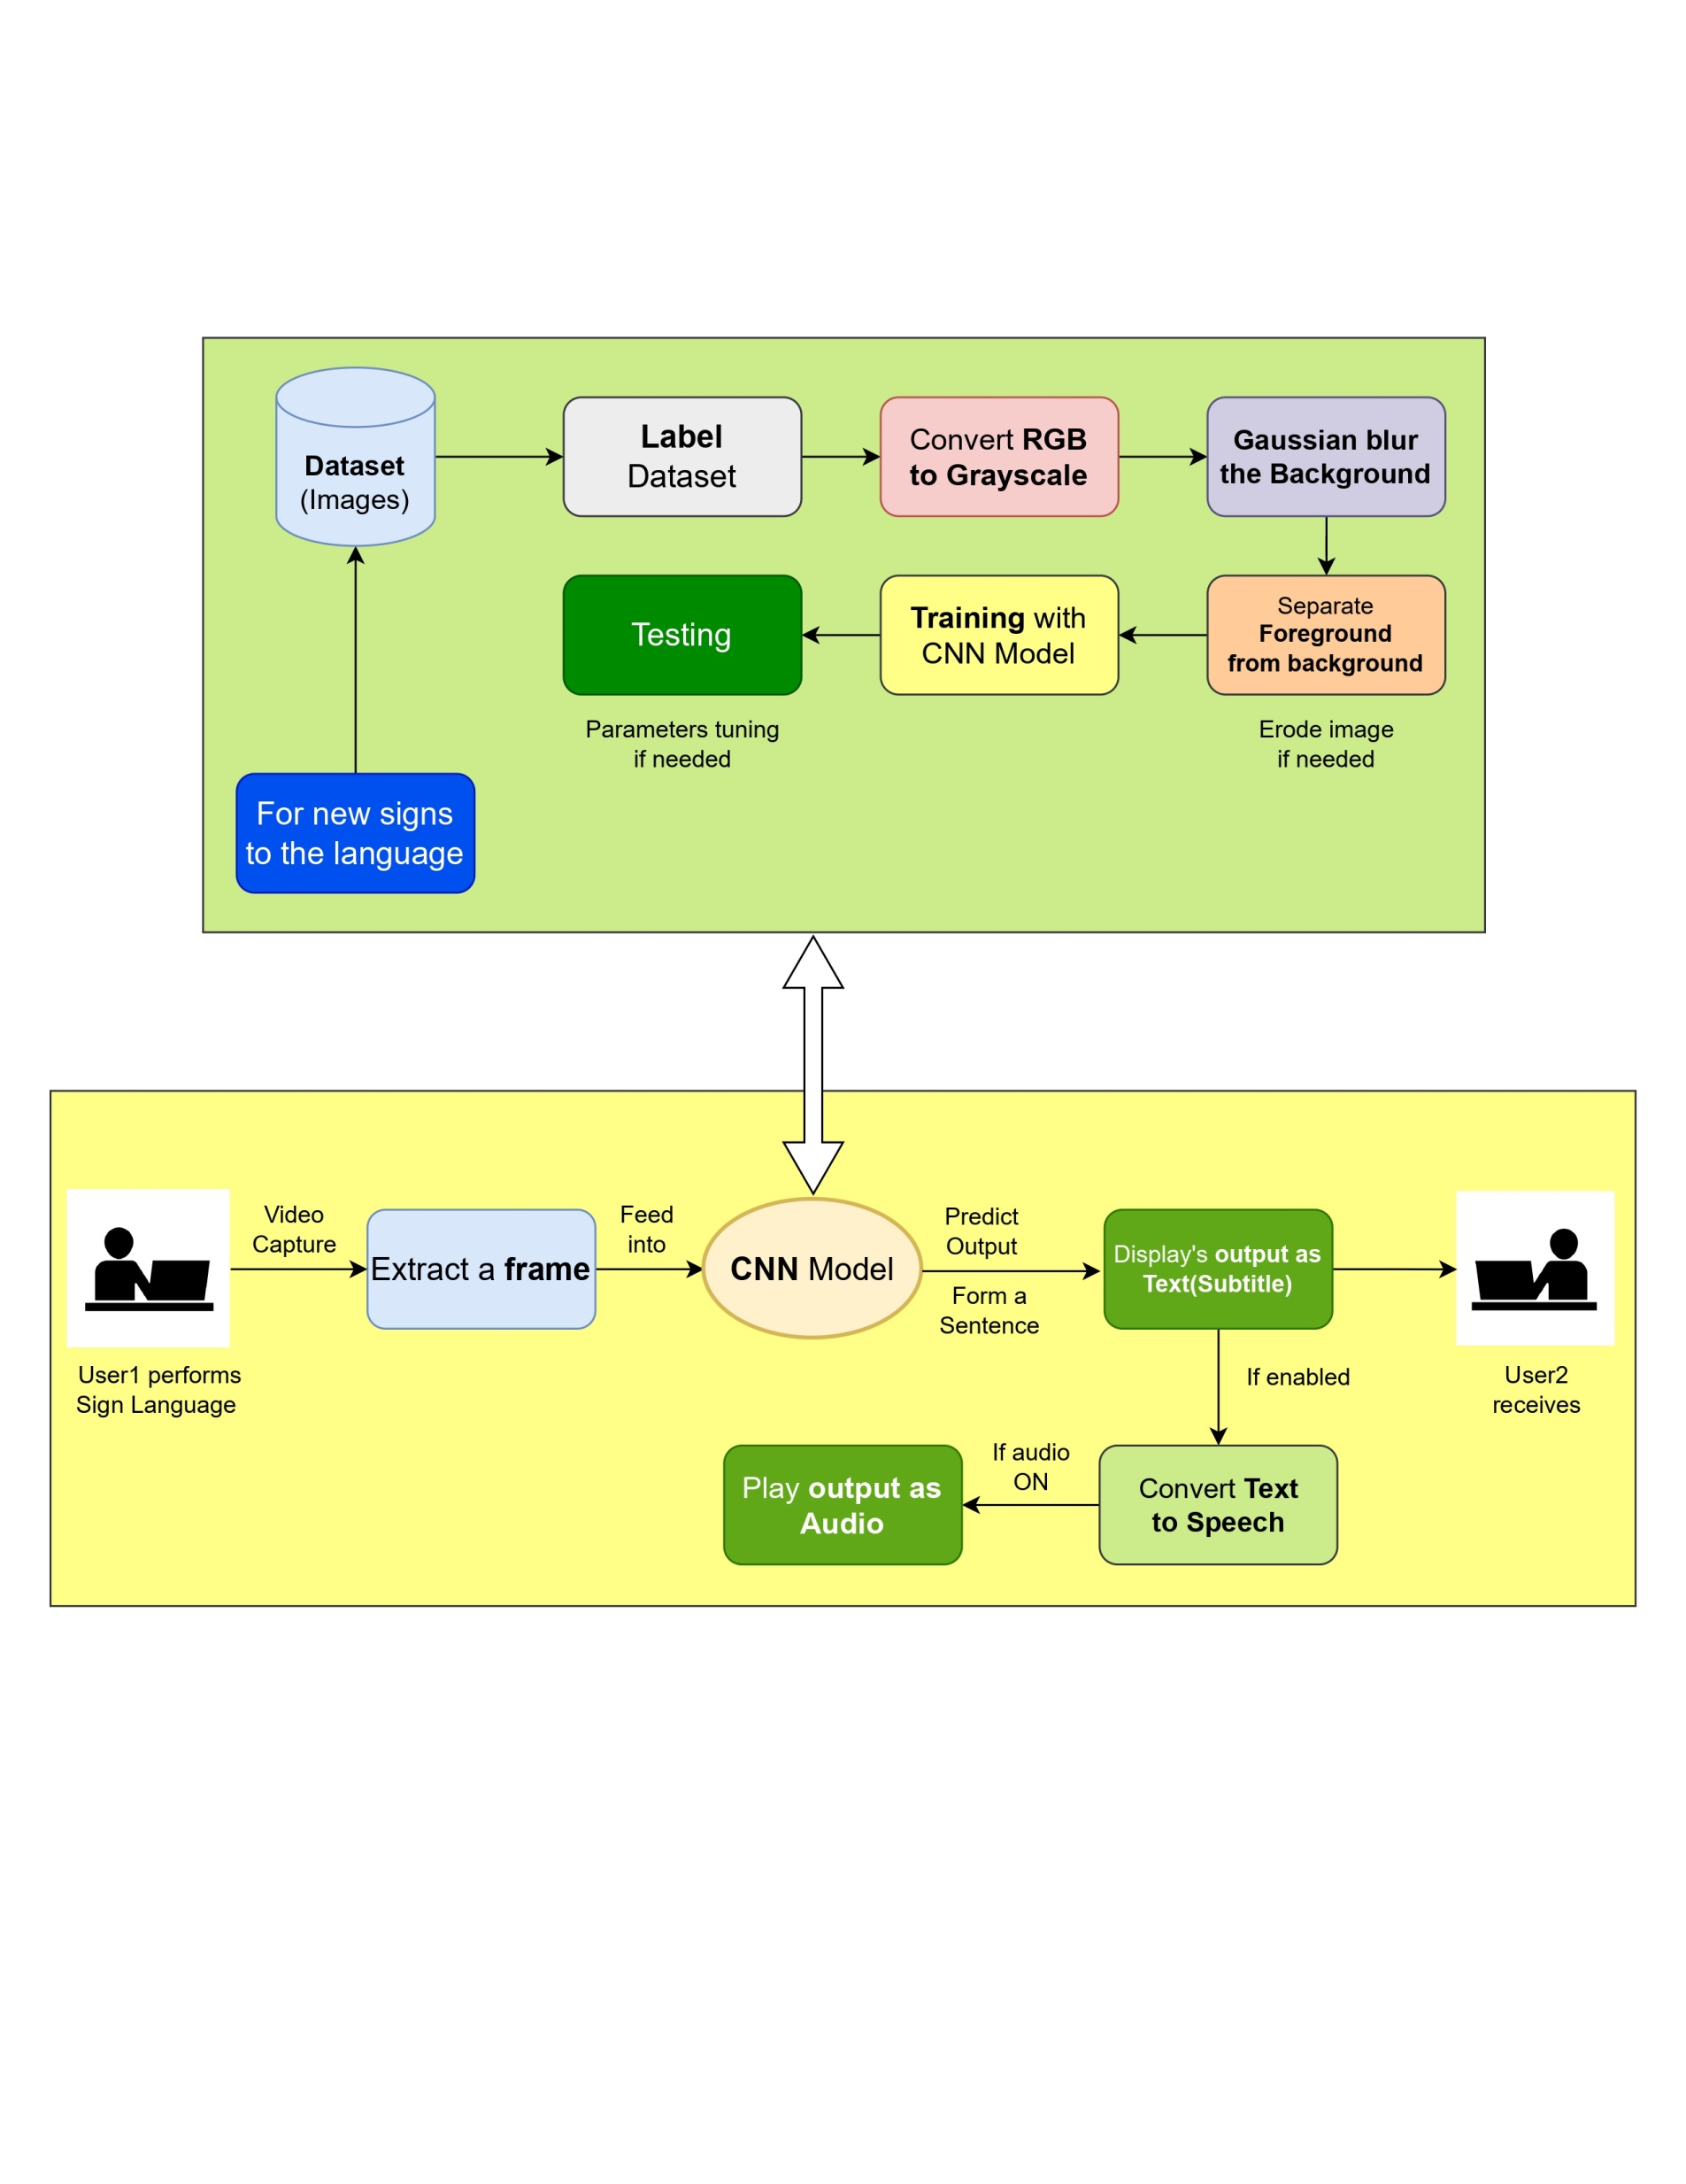 Dataset
(Images)
Label
Dataset
Convert RGB
to Grayscale
Gaussian blur
the Background
Testing
Training with
CNN Model
Separate
Foreground
from background
Parameters tuning
if needed
Erode image
if needed
For new signs
to the language
Video
Capture
Extract a frame
Feed
into
CNN Model
Predict
Output
Form a
Sentence
Display's output as
Text(Subtitle)
User1 performs
Sign Language
If enabled
User2
receives
Play output as
Audio
If audio
ON
Convert Text
to Speech